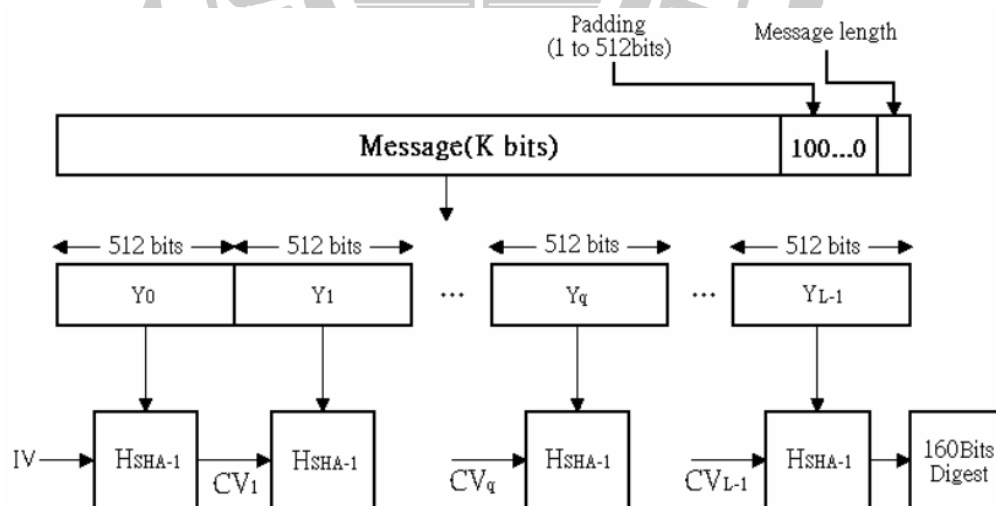 Padding
(1 to 512bits)
Message length
Message(K bits)
100...0
512 bits
512 bits
512 bits
512 bits
Y0
Y1
...
Yq
...
YL-1
IV
HSHA-1
CV1
HSHA-1
CVq
HSHA-1
CVL-1
HSHA-1
160Bits
Digest